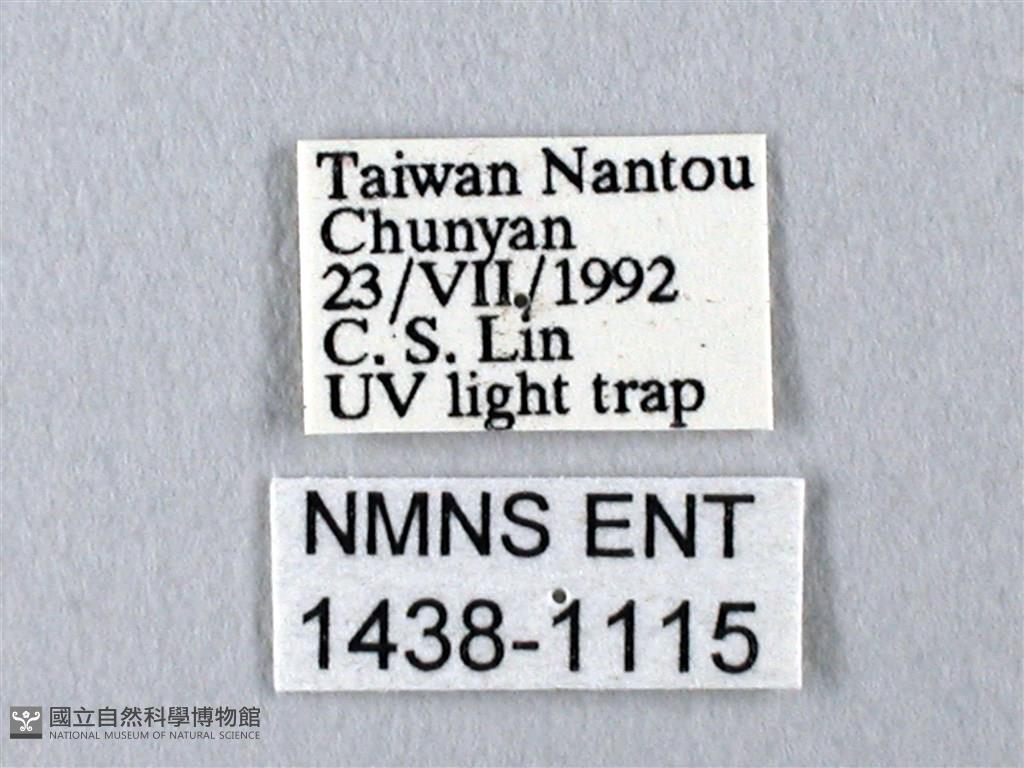 Taiwan Nantou
Chunyan
23/VII./1992
C. S. Lin
UV light trap
NMNS ENT
1438-1115
國立自然科學博物館
NATIONAL MUSEUM OF NATURAL SCIENCE